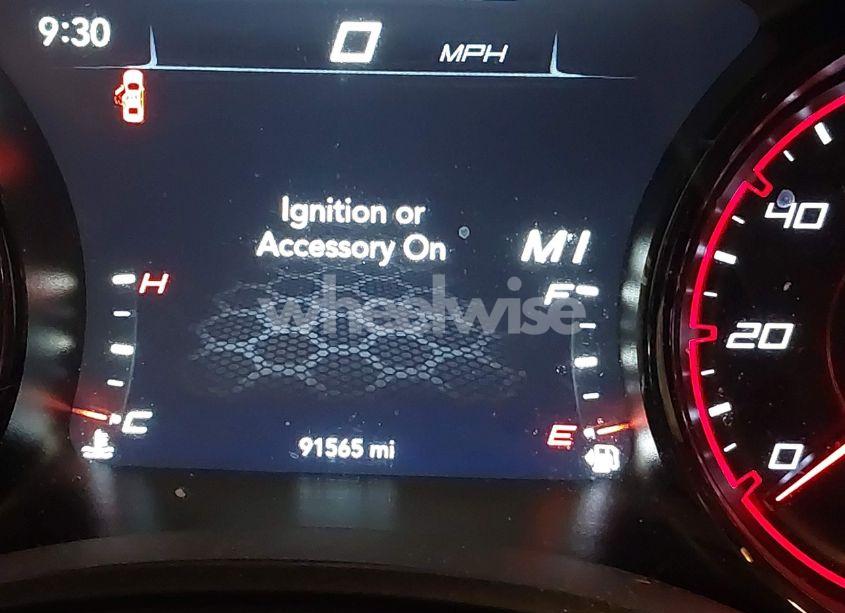 9:30
0 MPH
40
Ignition or
Accessory On
MI
H
F
wheelwise
20
C
E
91565 mi
0